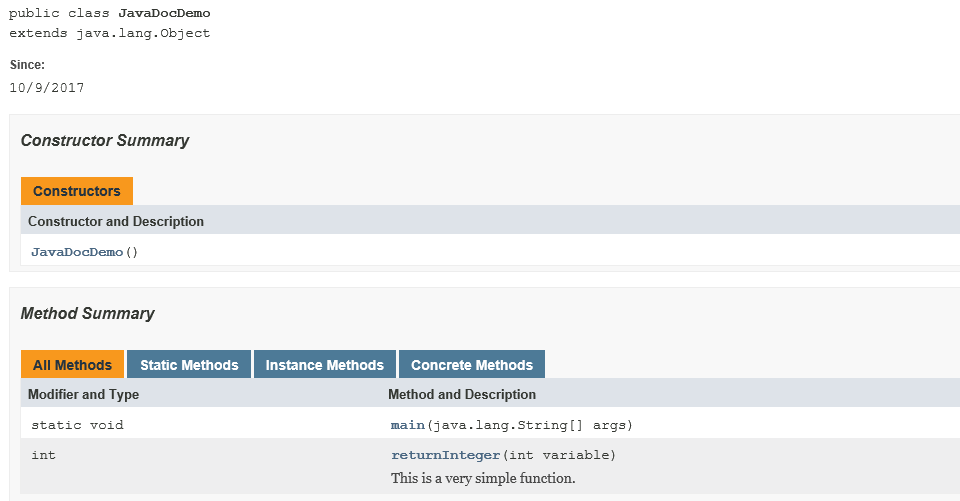 public class JavaDocDemo
extends java.lang.Object
Since:
10/9/2017
Constructor Summary
Constructors
Constructor and Description
JavaDocDemo()
Method Summary
All Methods Static Methods Instance Methods Concrete Methods
Modifier and Type Method and Description
static void main(java.lang.String[] args)
int returnInteger(int variable)
This is a very simple function.